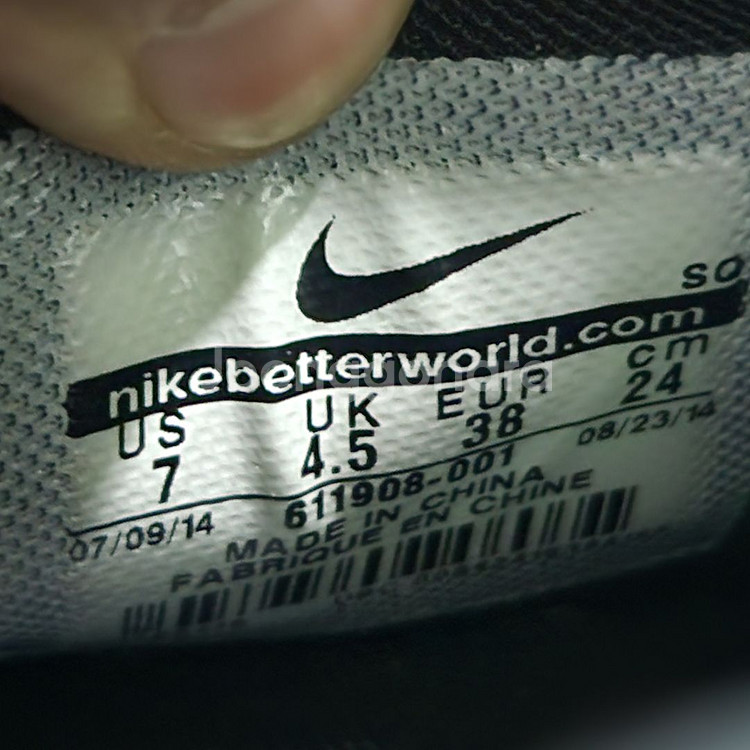 SO
nikebetterworld.com
US UK EUR cm
7 4.5 38 24
07/09/14 611908-001 08/23/14
MADE IN CHINA
FABRIQUE EN CHINE